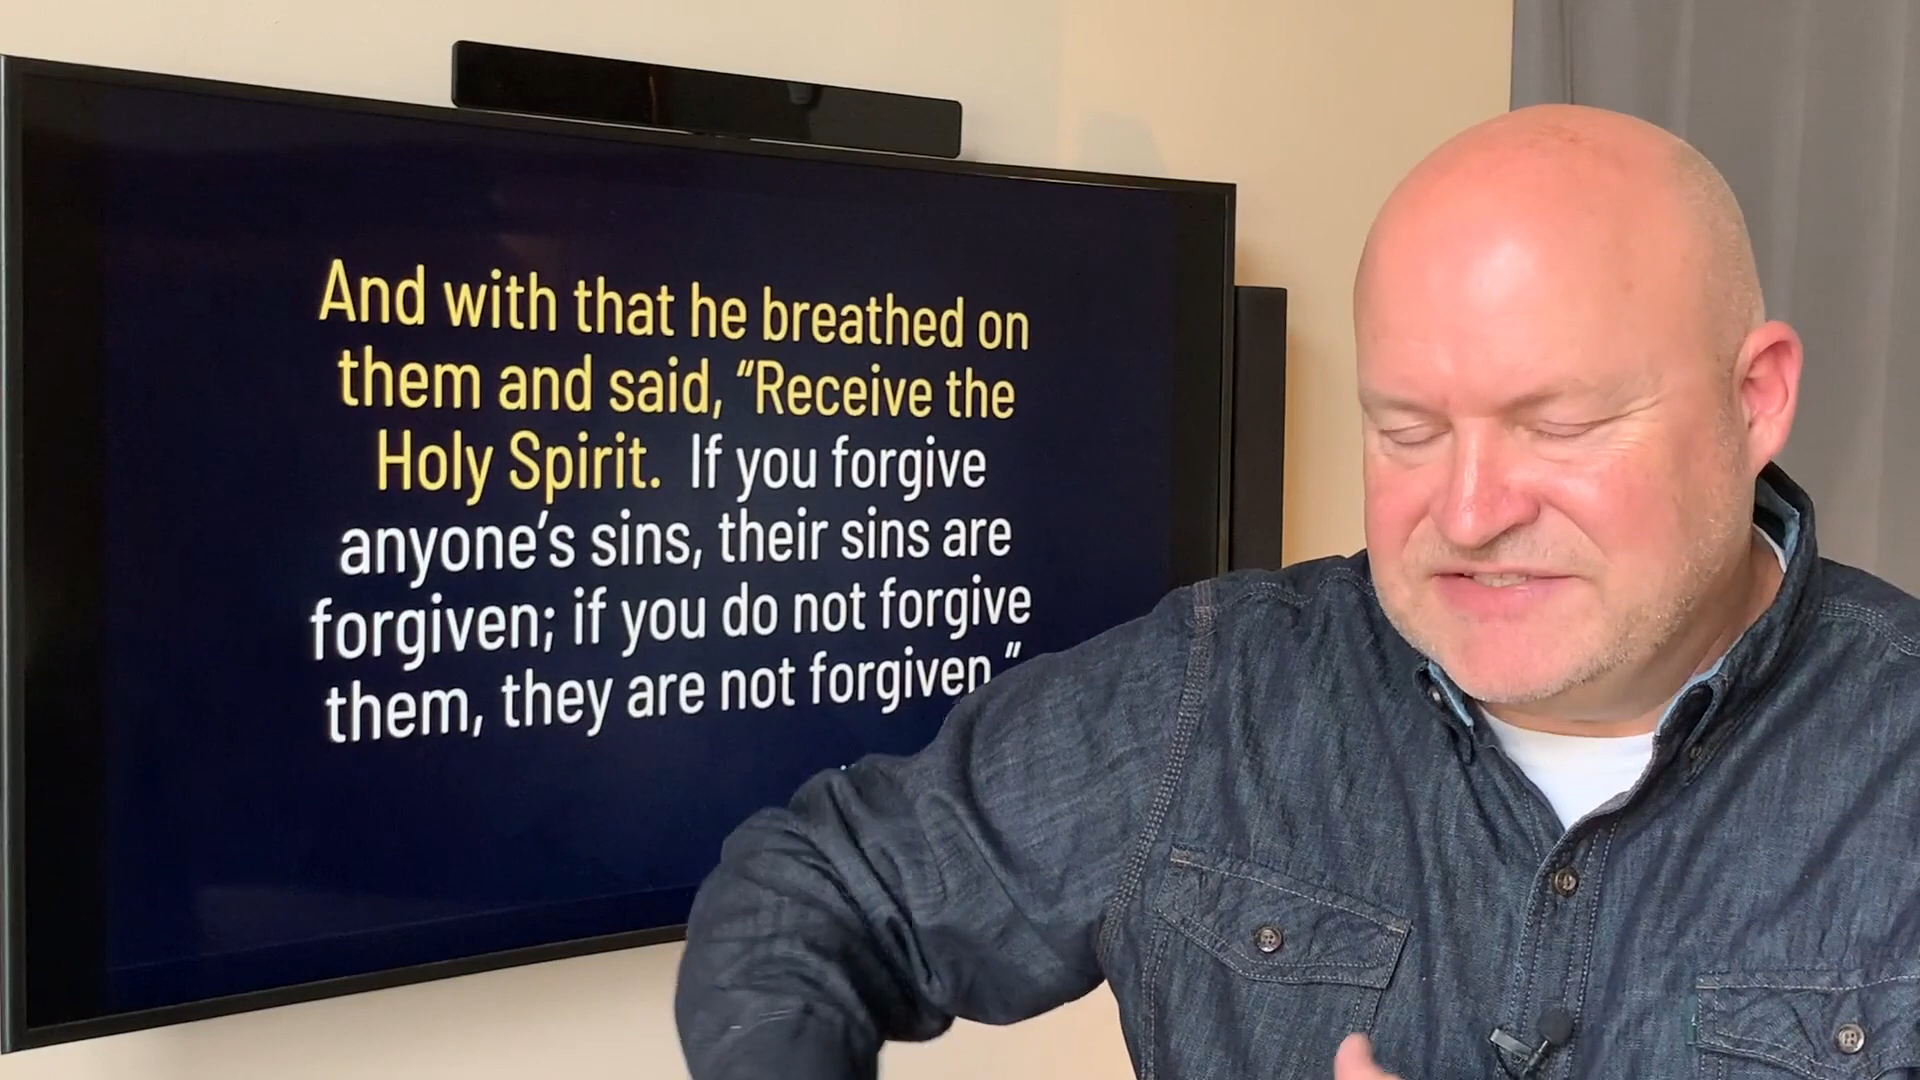 And with that he breathed on
them and said, “Receive the
Holy Spirit. If you forgive
anyone’s sins, their sins are
forgiven; if you do not forgive
them, they are not forgiven.”